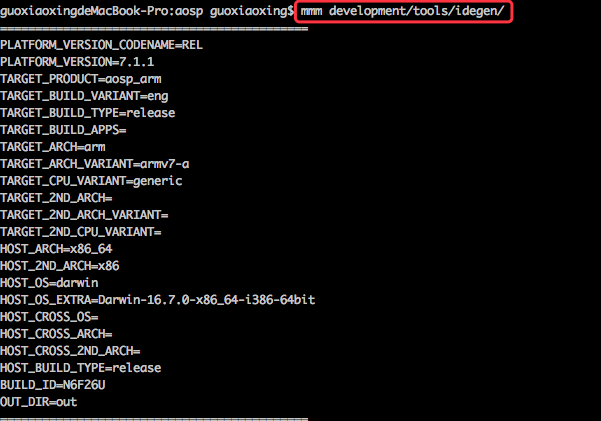 guoxiaoxingdeMacBook-Pro:aosp guoxiaoxing$ mmm development/tools/idegen/
============================================
PLATFORM_VERSION_CODENAME=REL
PLATFORM_VERSION=7.1.1
TARGET_PRODUCT=aosp_arm
TARGET_BUILD_VARIANT=eng
TARGET_BUILD_TYPE=release
TARGET_BUILD_APPS=
TARGET_ARCH=arm
TARGET_ARCH_VARIANT=armv7-a
TARGET_CPU_VARIANT=generic
TARGET_2ND_ARCH=
TARGET_2ND_ARCH_VARIANT=
TARGET_2ND_CPU_VARIANT=
HOST_ARCH=x86_64
HOST_2ND_ARCH=x86
HOST_OS=darwin
HOST_OS_EXTRA=Darwin-16.7.0-x86_64-i386-64bit
HOST_CROSS_OS=
HOST_CROSS_ARCH=
HOST_CROSS_2ND_ARCH=
HOST_BUILD_TYPE=release
BUILD_ID=N6F26U
OUT_DIR=out
============================================